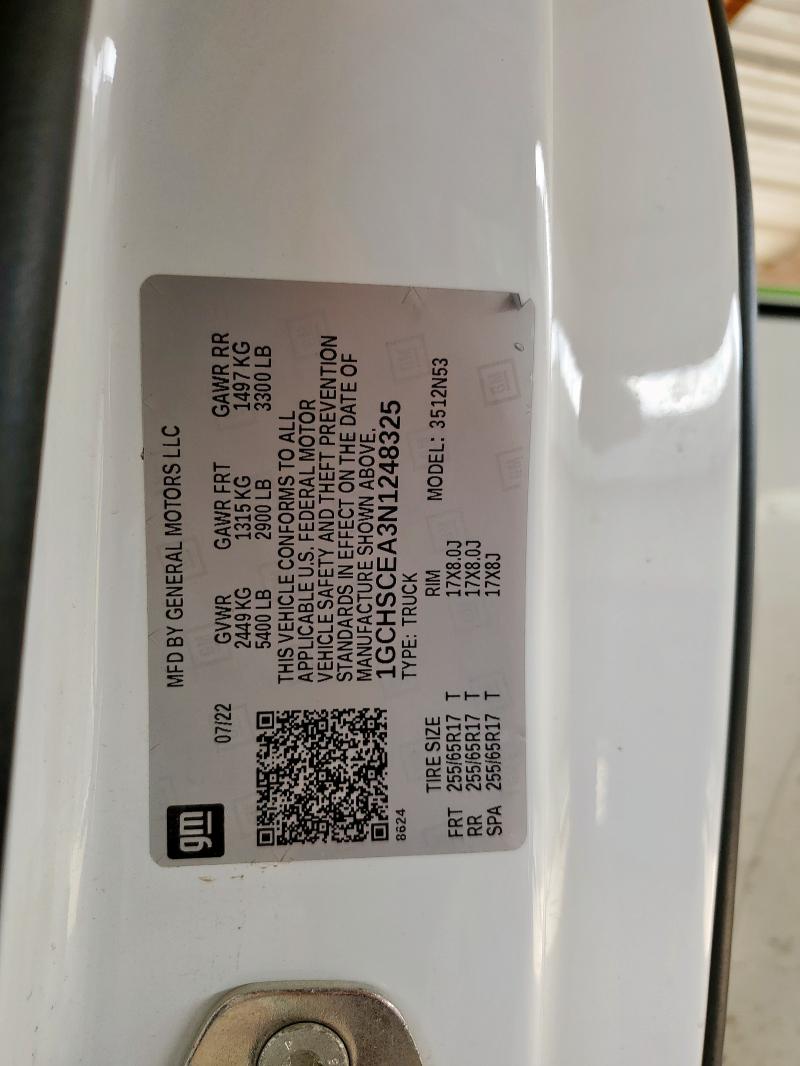 gm
MFD BY GENERAL MOTORS LLC
07/22
GVWR GAWR FRT GAWR RR
2449 KG 1315 KG 1497 KG
5400 LB 2900 LB 3300 LB
THIS VEHICLE CONFORMS TO ALL
APPLICABLE U.S. FEDERAL MOTOR
VEHICLE SAFETY AND THEFT PREVENTION
STANDARDS IN EFFECT ON THE DATE OF
MANUFACTURE SHOWN ABOVE.
1GCHSCEA3N1248325
8624
TYPE: TRUCK
MODEL: 3512N53
TIRE SIZE RIM
FRT 255/65R17 T 17X8.0J
RR 255/65R17 T 17X8.0J
SPA 255/65R17 T 17X8J